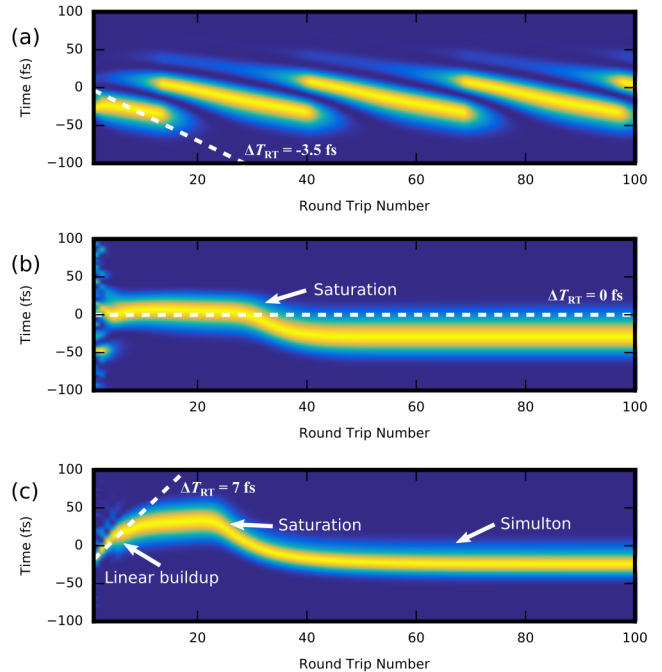 (a)
100
50
0
−50
−100
Time (fs)
ΔT_RT = -3.5 fs
20
40
60
80
100
Round Trip Number
(b)
100
50
0
−50
−100
Time (fs)
Saturation
ΔT_RT = 0 fs
20
40
60
80
100
Round Trip Number
(c)
100
50
0
−50
−100
Time (fs)
ΔT_RT = 7 fs
Saturation
Simulton
Linear buildup
20
40
60
80
100
Round Trip Number